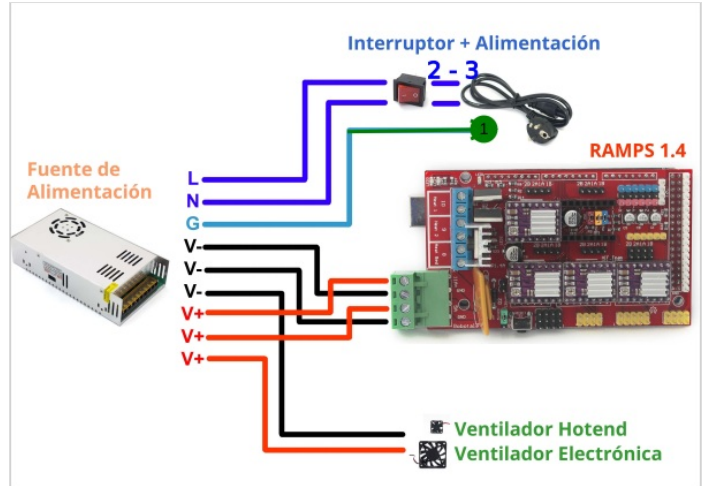 Interruptor + Alimentación
2 - 3
1
RAMPS 1.4
Fuente de
Alimentación
L
N
G
V-
V-
V-
V+
V+
V+
Ventilador Hotend
Ventilador Electrónica